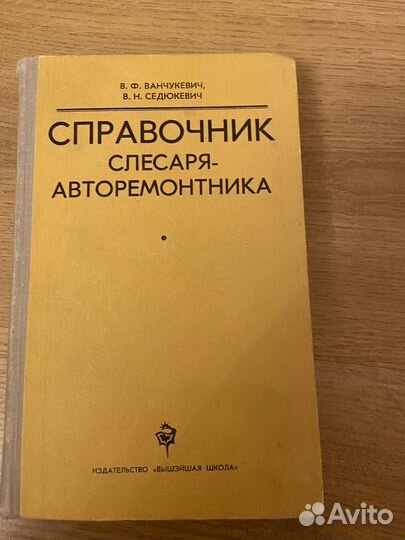 В. Ф. ВАНЧУКЕВИЧ,
В. Н. СЕДЮКЕВИЧ
СПРАВОЧНИК
СЛЕСАРЯ-
АВТОРЕМОНТНИКА
ИЗДАТЕЛЬСТВО «ВЫШЭЙШАЯ ШКОЛА»
Avito